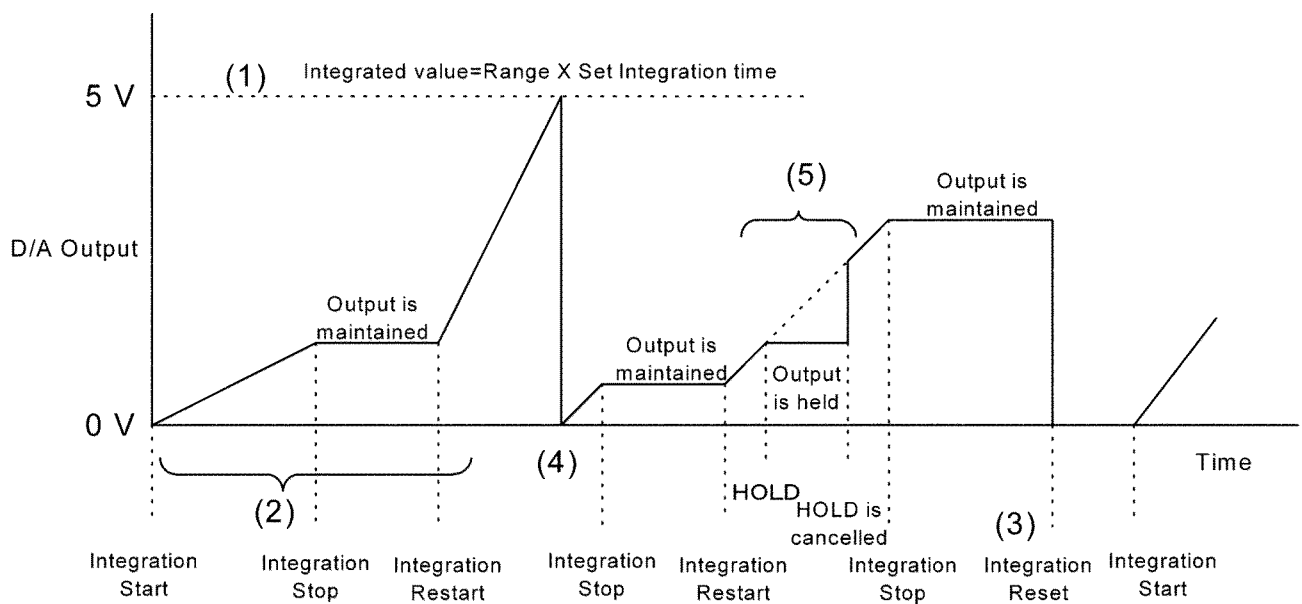 (1)
Integrated value=Range X Set Integration time
5 V
(5)
Output is
maintained
D/A Output
Output is
maintained
Output is
maintained
Output
is held
0 V
(4)
Time
(2)
HOLD
HOLD is
cancelled
(3)
Integration
Start
Integration
Stop
Integration
Restart
Integration
Stop
Integration
Restart
Integration
Stop
Integration
Reset
Integration
Start